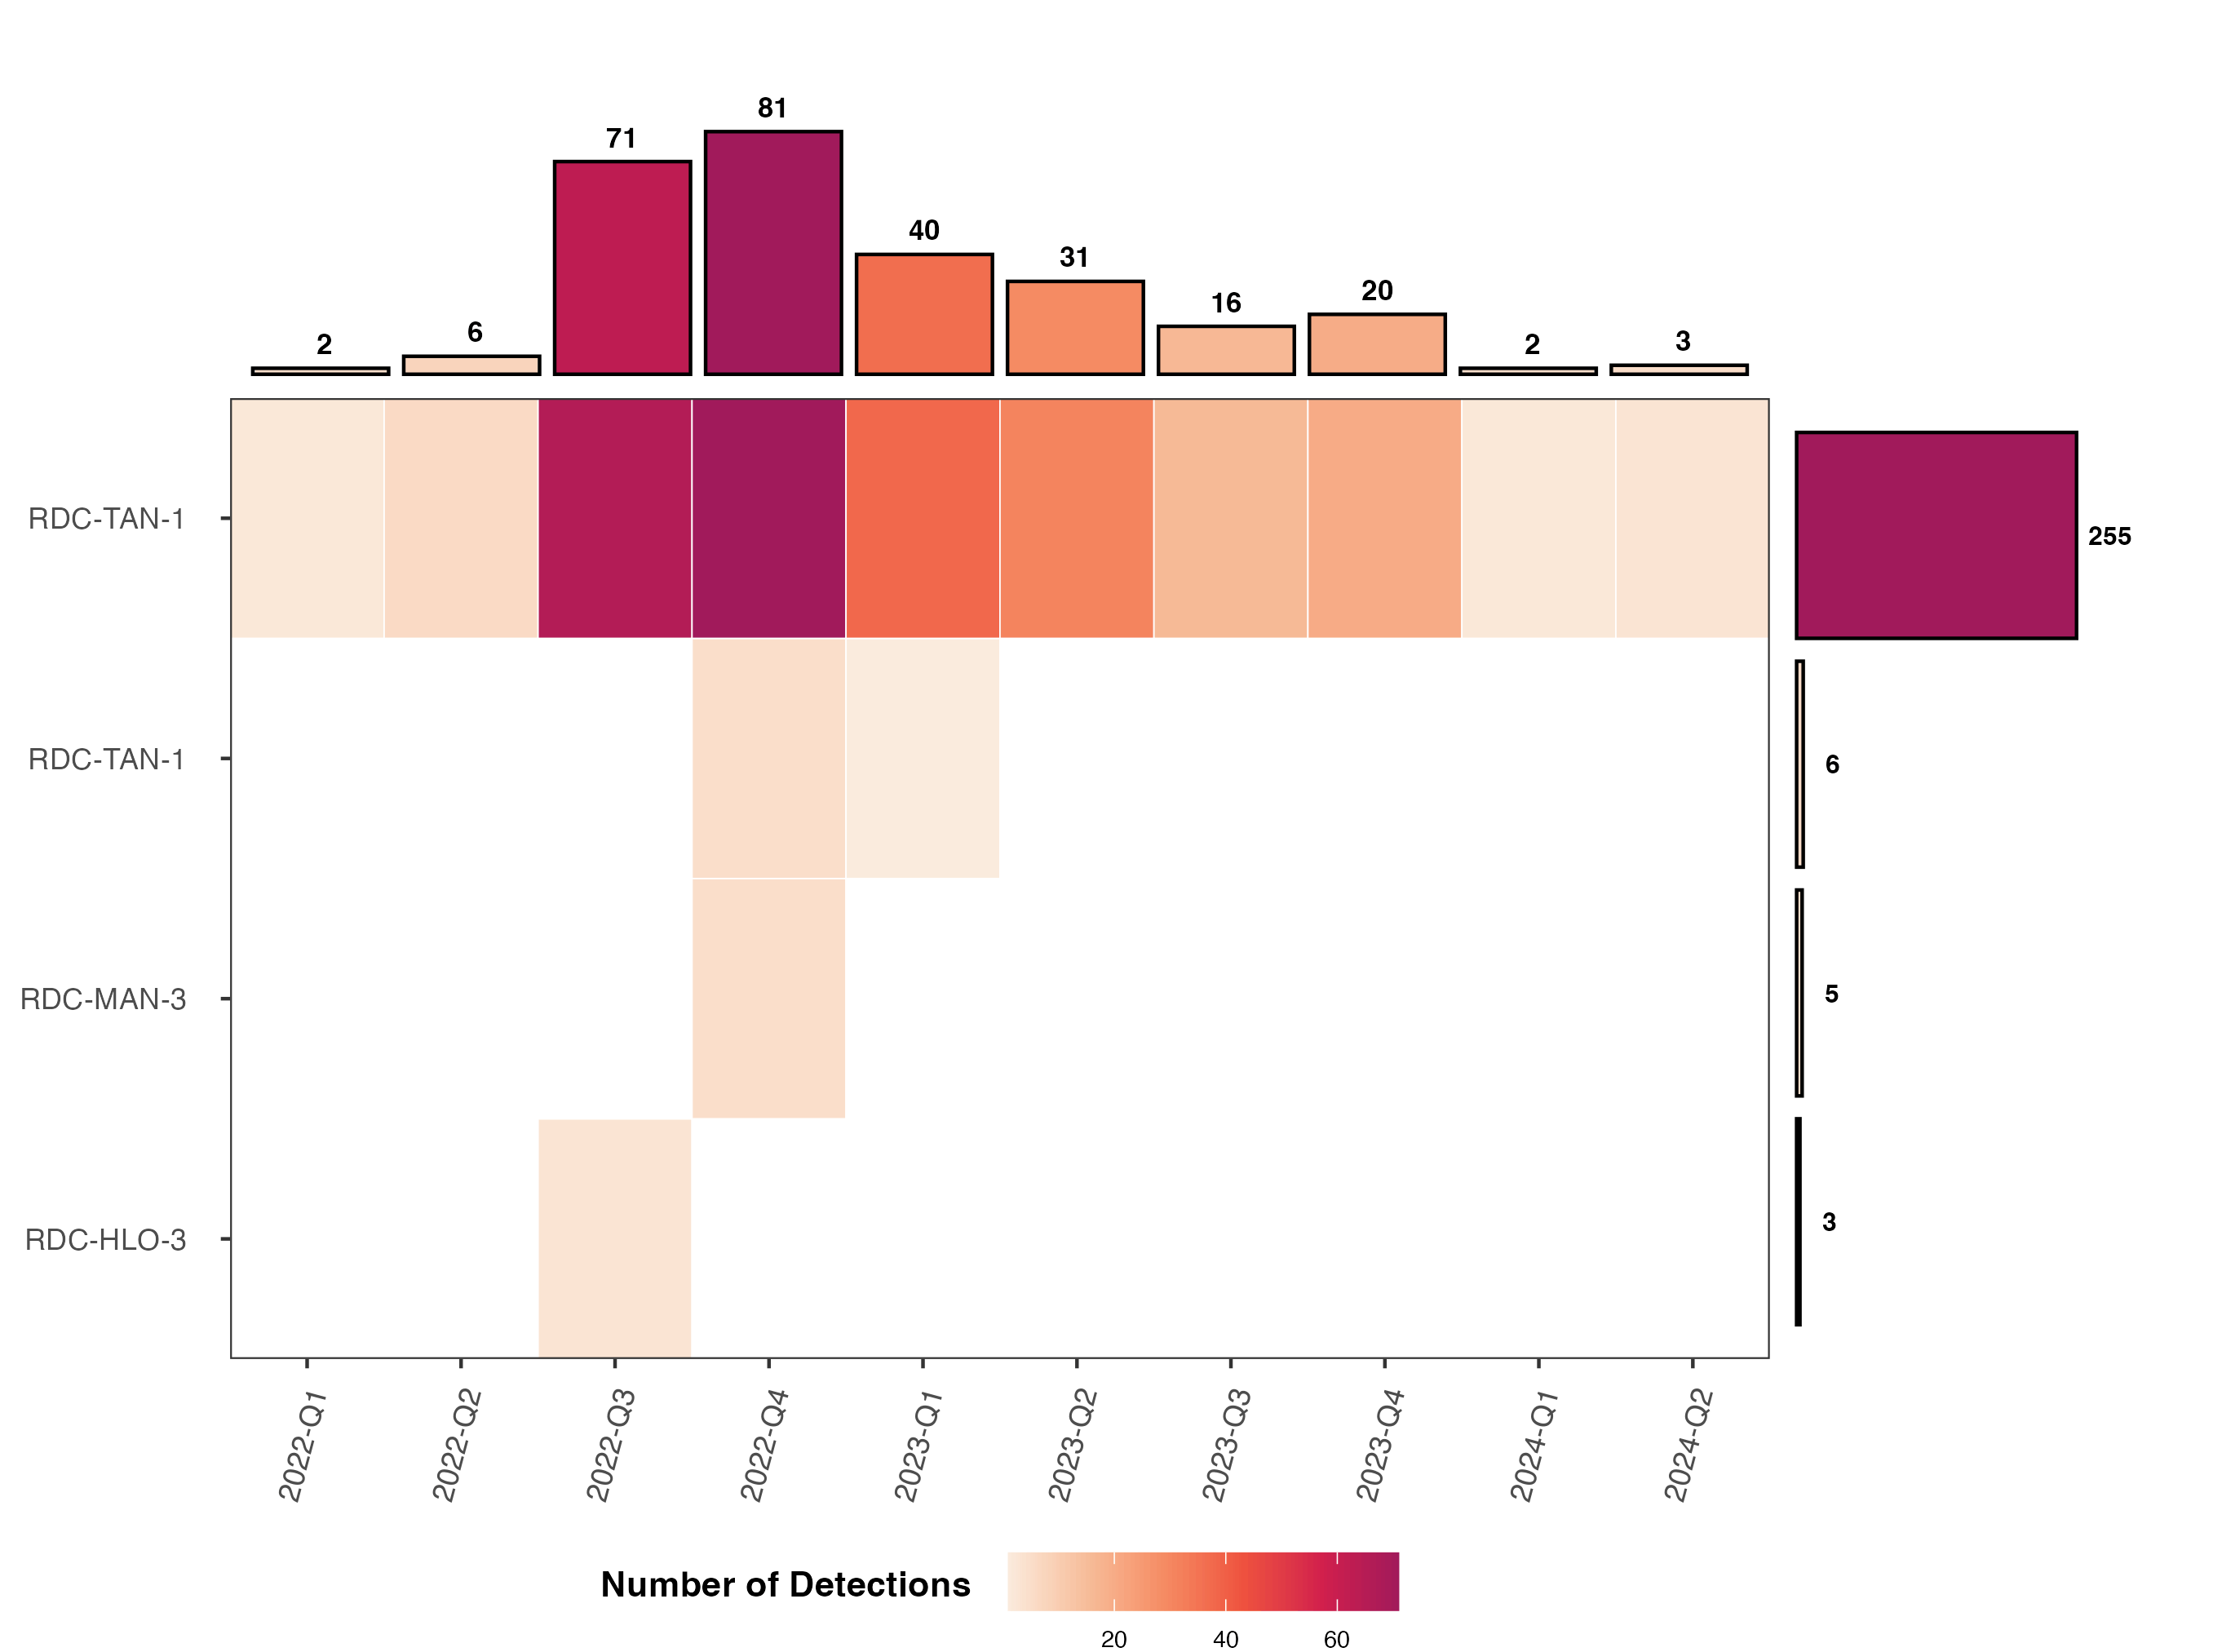 81
71
40
31
20
16
6
2
2
3
RDC-TAN-1
255
RDC-TAN-1
6
RDC-MAN-3
5
RDC-HLO-3
3
2022-Q1
2022-Q2
2022-Q3
2022-Q4
2023-Q1
2023-Q2
2023-Q3
2023-Q4
2024-Q1
2024-Q2
Number of Detections
20 40 60